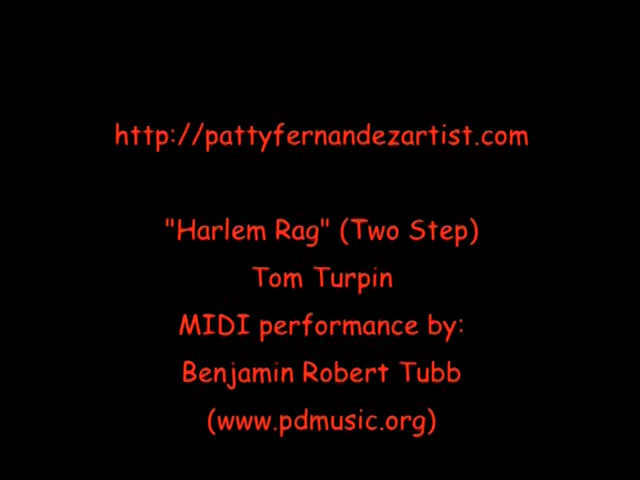 http://pattyfernandezartist.com
"Harlem Rag" (Two Step)
Tom Turpin
MIDI performance by:
Benjamin Robert Tubb
(www.pdmusic.org)